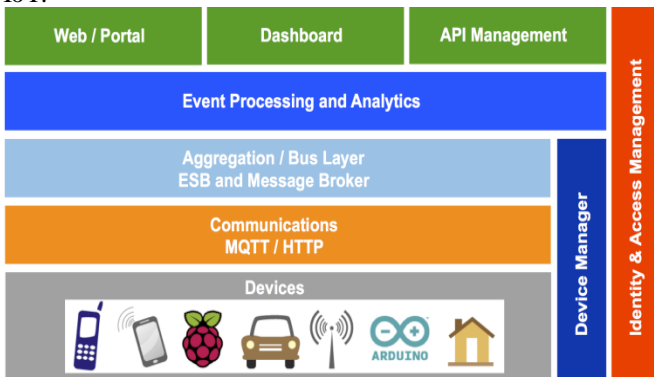 IoT.
Web / Portal
Dashboard
API Management
Event Processing and Analytics
Aggregation / Bus Layer
ESB and Message Broker
Communications
MQTT / HTTP
Devices
ARDUINO
Device Manager
Identity & Access Management